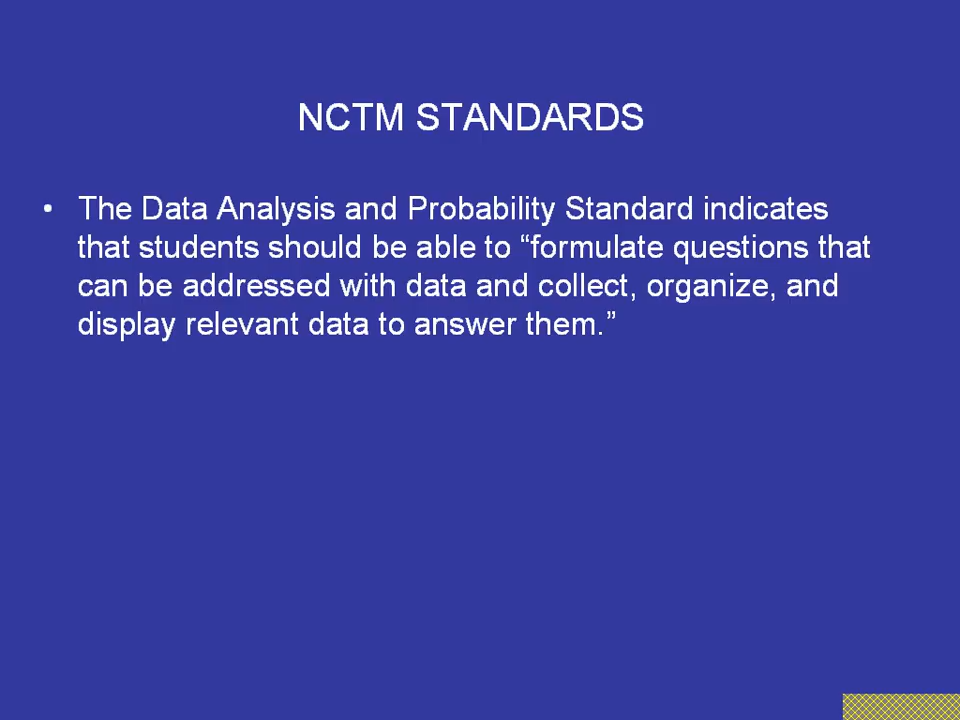 NCTM STANDARDS
• The Data Analysis and Probability Standard indicates
that students should be able to “formulate questions that
can be addressed with data and collect, organize, and
display relevant data to answer them.”